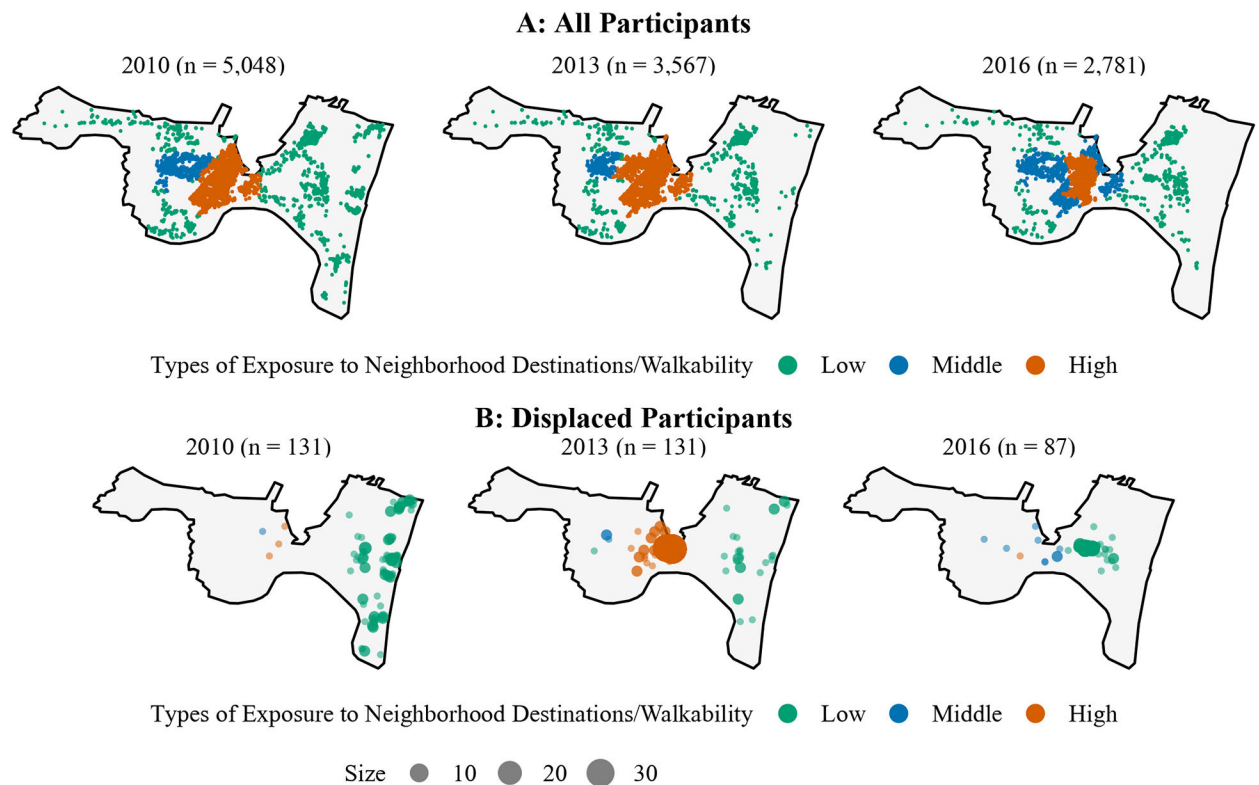 A: All Participants
2010 (n = 5,048)
2013 (n = 3,567)
2016 (n = 2,781)
Types of Exposure to Neighborhood Destinations/Walkability Low Middle High
B: Displaced Participants
2010 (n = 131)
2013 (n = 131)
2016 (n = 87)
Types of Exposure to Neighborhood Destinations/Walkability Low Middle High
Size 10 20 30